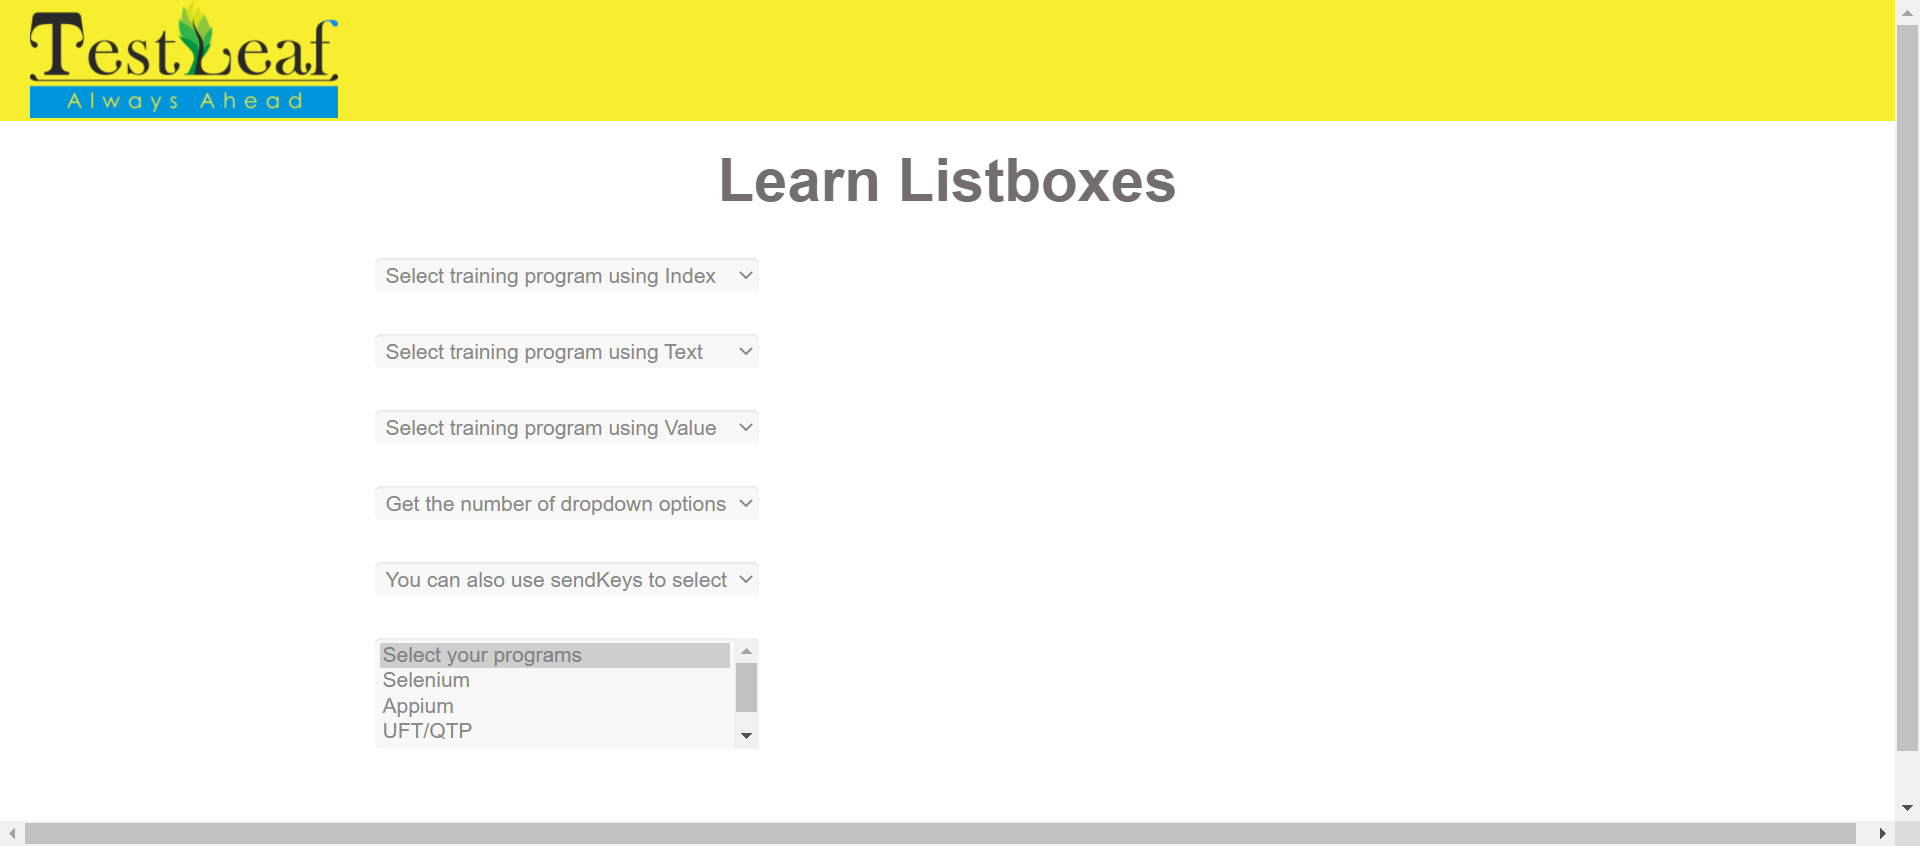 TestLeaf
Always Ahead
Learn Listboxes
Select training program using Index
Select training program using Text
Select training program using Value
Get the number of dropdown options
You can also use sendKeys to select
Select your programs
Selenium
Appium
UFT/QTP